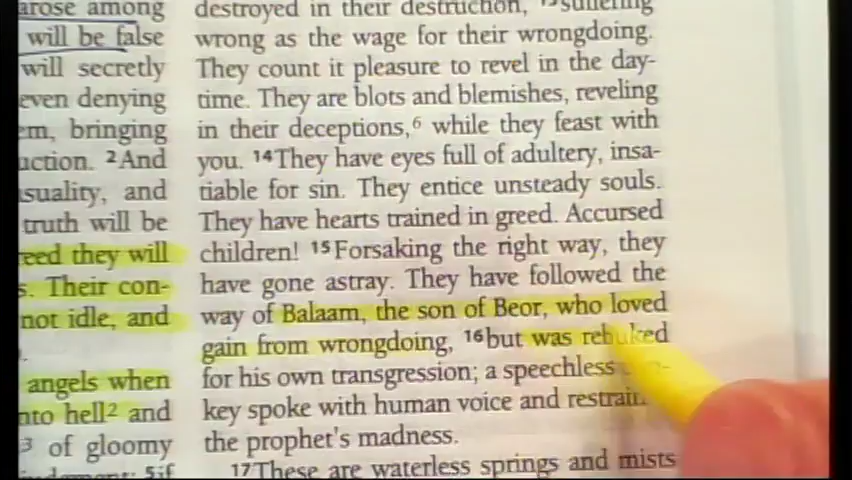 arose among
will be false
will secretly
even denying
bringing
2And
and
truth will be
they will
s. Their con-
not idle, and
angels when
hell2 and
3 of gloomy
5if
destroyed in their destruction, 13suffering
wrong as the wage for their wrongdoing.
They count it pleasure to revel in the day-
time. They are blots and blemishes, reveling
in their deceptions,6 while they feast with
you. 14They have eyes full of adultery, insa-
tiable for sin. They entice unsteady souls.
They have hearts trained in greed. Accursed
children! 15Forsaking the right way, they
have gone astray. They have followed the
way of Balaam, the son of Beor, who loved
gain from wrongdoing, 16but was rebuked
for his own transgression; a speechless
key spoke with human voice and
the prophet's madness.
17These are waterless springs and mists